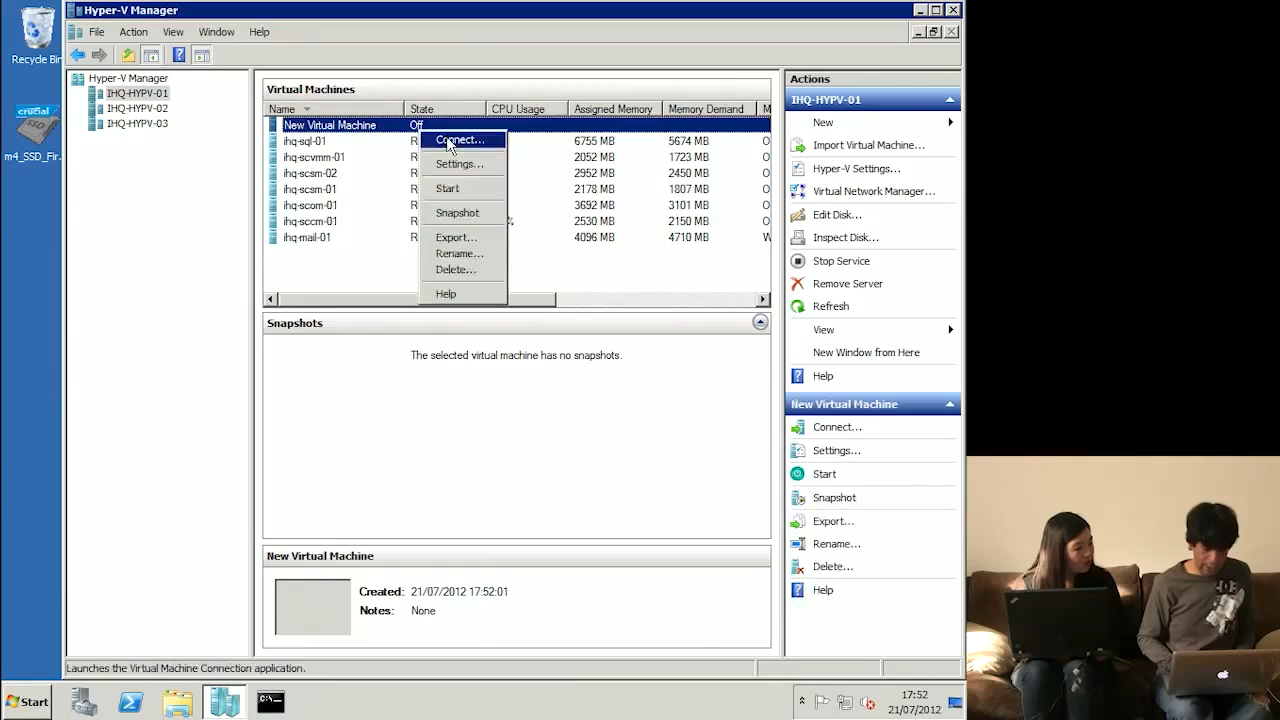 Hyper-V Manager
File Action View Window Help
Recycle Bin
crucial
m4_SSD_Fir...
Hyper-V Manager
IHQ-HYPV-01
IHQ-HYPV-02
IHQ-HYPV-03
Virtual Machines
Name State CPU Usage Assigned Memory Memory Demand M
New Virtual Machine Off
ihq-sql-01 R 6755 MB 5674 MB O
ihq-scvmm-01 R 2052 MB 1723 MB O
ihq-scsm-02 R 2952 MB 2450 MB O
ihq-scsm-01 R 2178 MB 1807 MB O
ihq-scom-01 R 3692 MB 3101 MB O
ihq-sccm-01 R % 2530 MB 2150 MB O
ihq-mail-01 R 4096 MB 4710 MB W
Connect...
Settings...
Start
Snapshot
Export...
Rename...
Delete...
Help
Snapshots
The selected virtual machine has no snapshots.
New Virtual Machine
Created: 21/07/2012 17:52:01
Notes: None
Actions
IHQ-HYPV-01
New
Import Virtual Machine...
Hyper-V Settings...
Virtual Network Manager...
Edit Disk...
Inspect Disk...
Stop Service
Remove Server
Refresh
View
New Window from Here
Help
New Virtual Machine
Connect...
Settings...
Start
Snapshot
Export...
Rename...
Delete...
Help
Launches the Virtual Machine Connection application.
Start
C:\_
17:52
21/07/2012